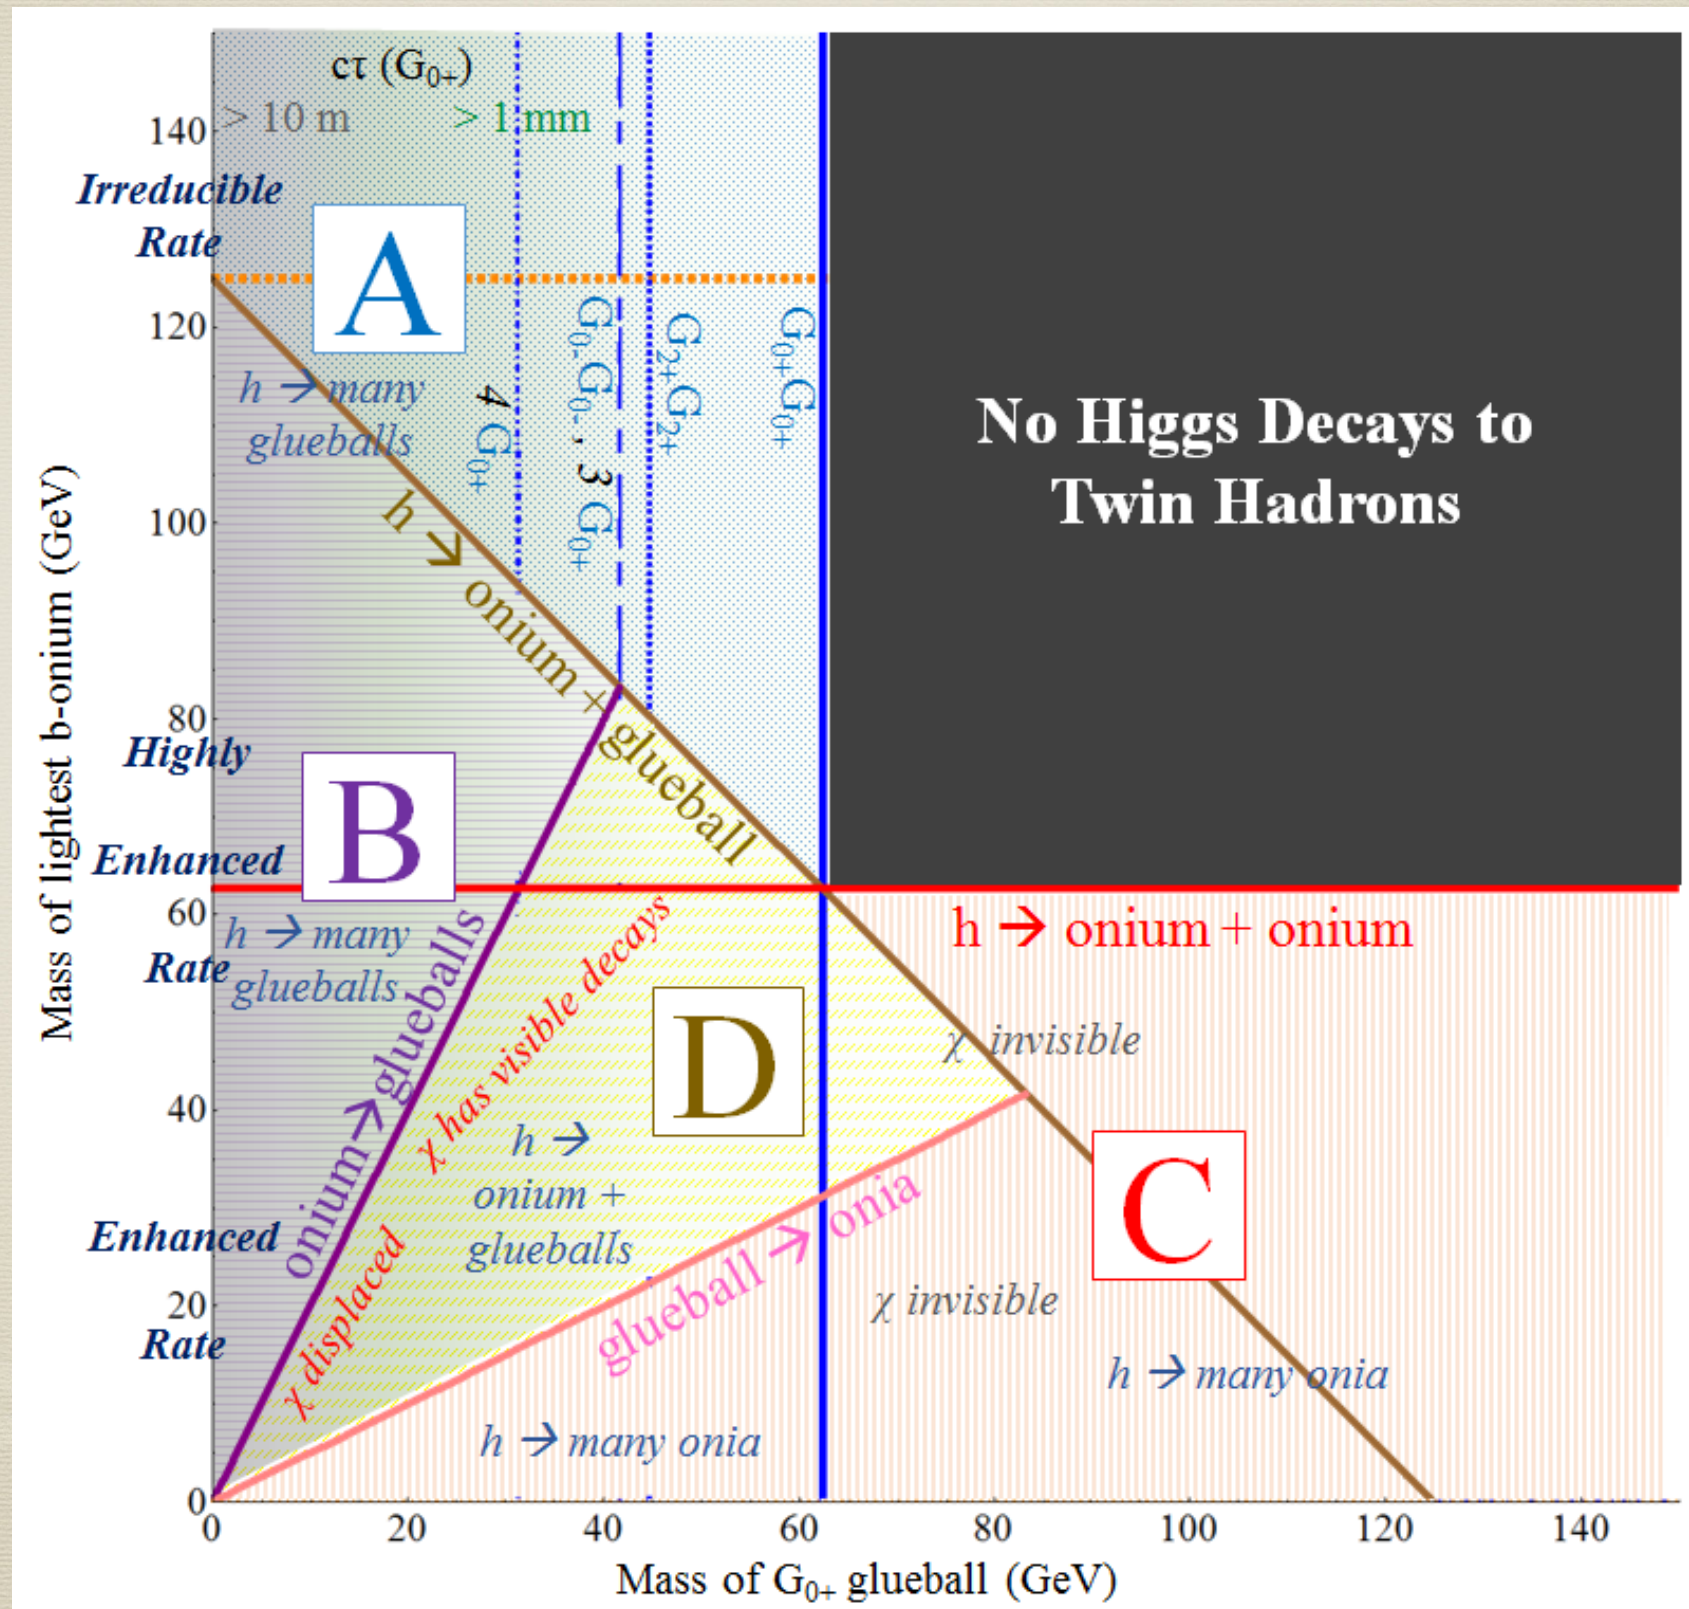 cτ (G₀₊)
> 10 m
> 1 mm
140
120
100
80
60
40
20
0
Mass of lightest b-onium (GeV)
Irreducible
Rate
Highly
Enhanced
Rate
Enhanced
Rate
A
h → many
glueballs
4 G₀₊
G₀₋G₀₋, 3 G₀₊
G₂₊G₂₊
G₀₊G₀₊
No Higgs Decays to
Twin Hadrons
h → onium + glueball
B
h → many
glueballs
onium → glueballs
χ has visible decays
χ displaced
D
h →
onium +
glueballs
h → onium + onium
χ invisible
glueball → onia
C
χ invisible
h → many onia
h → many onia
0
20
40
60
80
100
120
140
Mass of G₀₊ glueball (GeV)